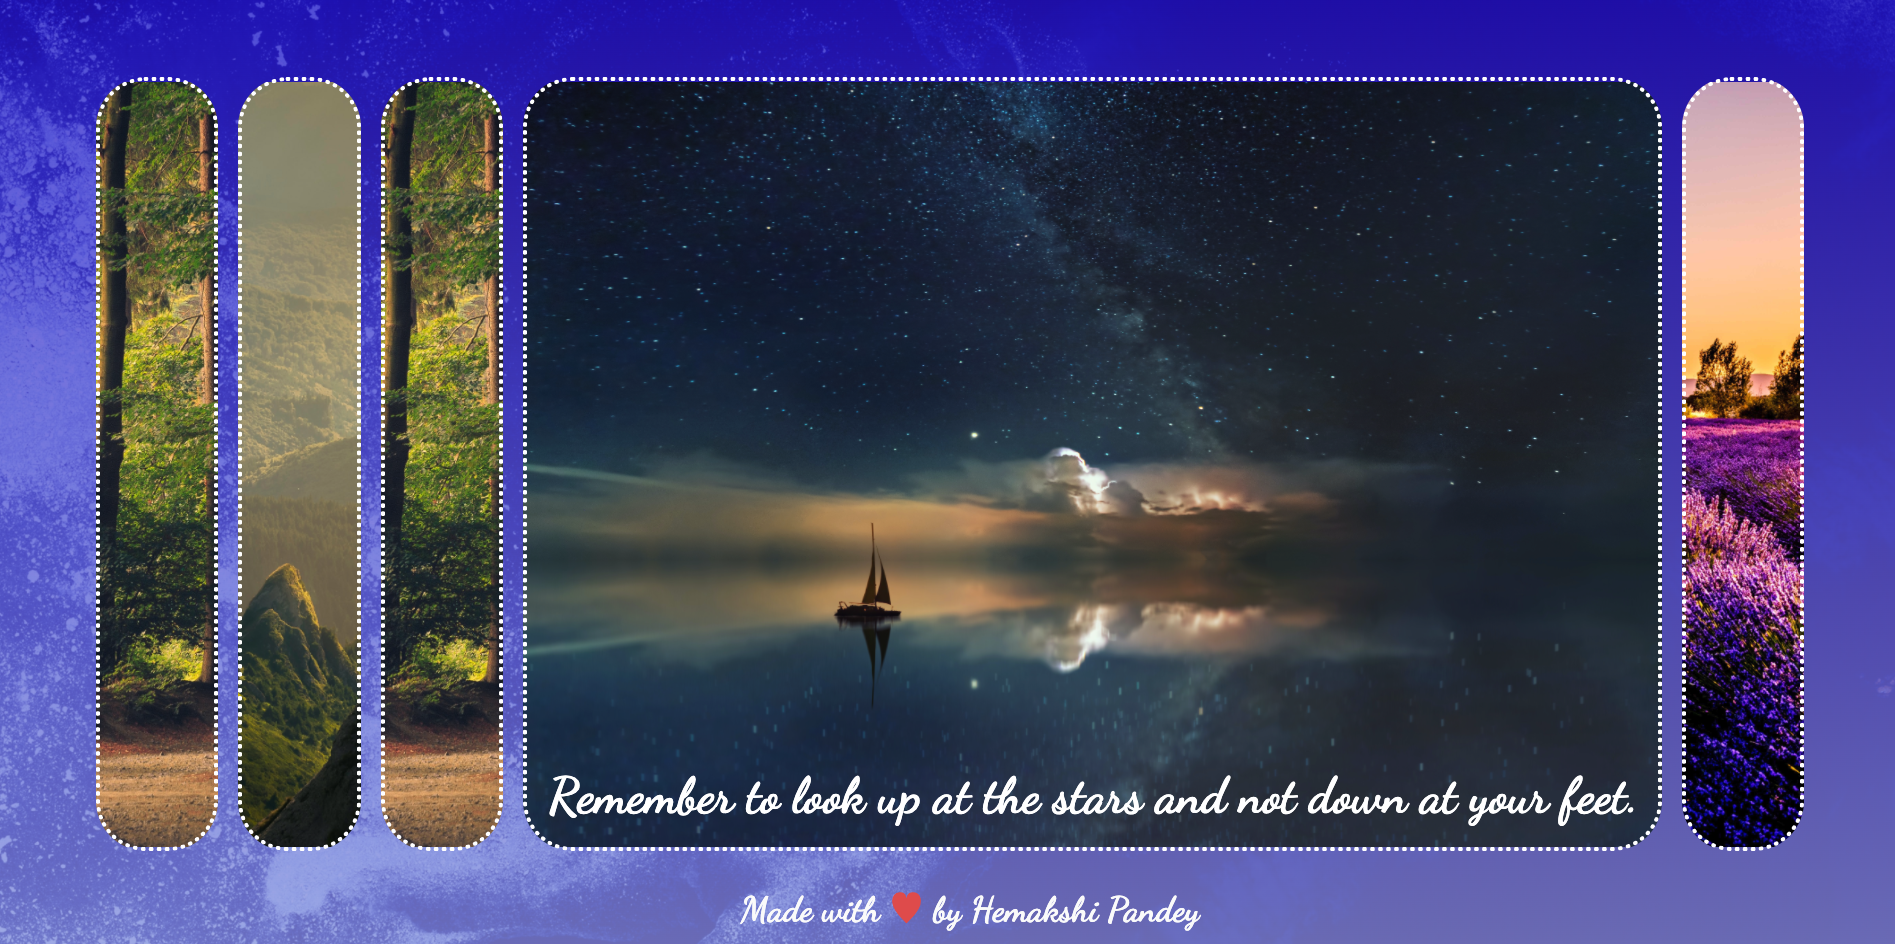 Remember to look up at the stars and not down at your feet.
Made with ❤ by Hemakshi Pandey